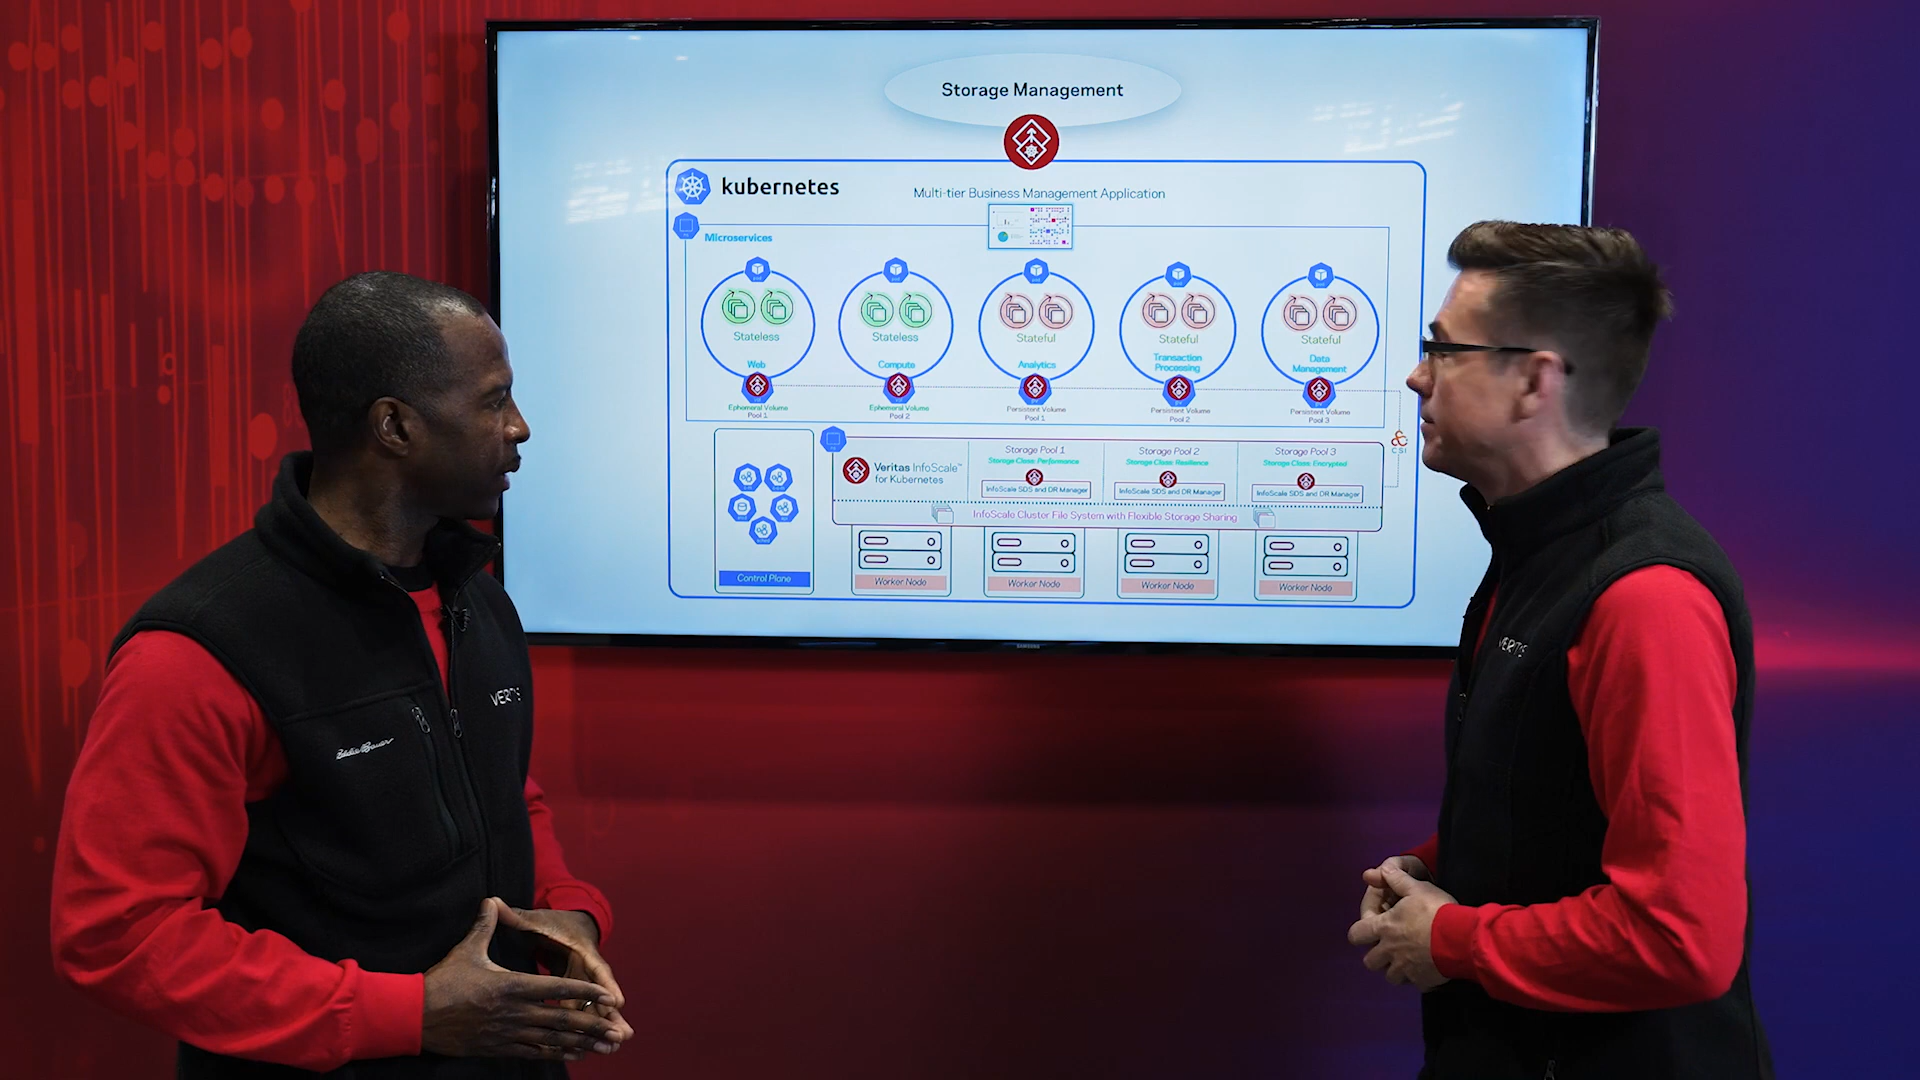 Storage Management
kubernetes
Multi-tier Business Management Application
Microservices
Stateless
Stateless
Stateful
Stateful
Stateful
Web
Compute
Analytics
Transaction
Processing
Data
Management
Ephemeral Volume
Pool 1
Ephemeral Volume
Pool 2
Persistent Volume
Pool 1
Persistent Volume
Pool 2
Persistent Volume
Pool 3
CSI
Veritas InfoScale™
for Kubernetes
Storage Pool 1
Storage Class: Performance
InfoScale SDS and DR Manager
Storage Pool 2
Storage Class: Resilience
InfoScale SDS and DR Manager
Storage Pool 3
Storage Class: Encrypted
InfoScale SDS and DR Manager
InfoScale Cluster File System with Flexible Storage Sharing
Control Plane
Worker Node
Worker Node
Worker Node
Worker Node
SAMSUNG
Eddie Bauer